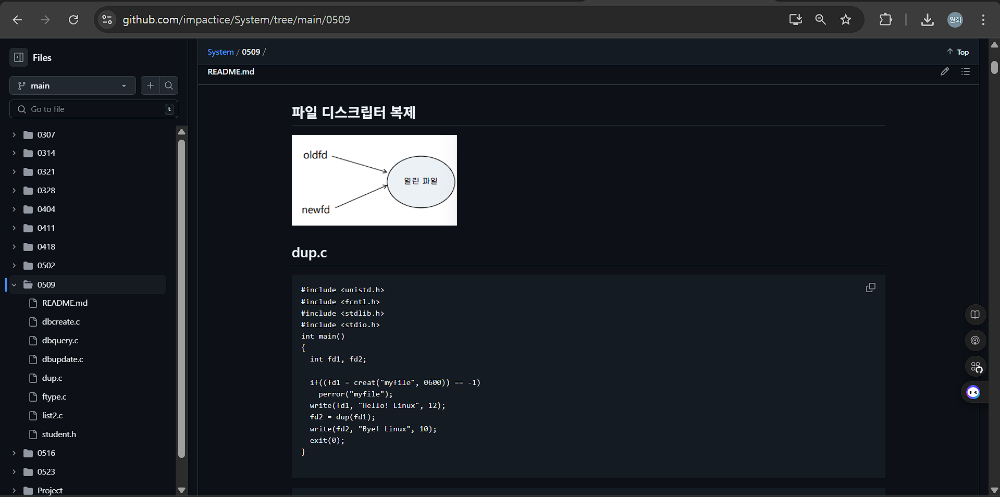 github.com/impactice/System/tree/main/0509
원희
Files
main
Go to file
t
0307
0314
0321
0328
0404
0411
0418
0502
0509
README.md
dbcreate.c
dbquery.c
dbupdate.c
dup.c
ftype.c
list2.c
student.h
0516
0523
Project
System / 0509 /
Top
README.md
파일 디스크립터 복제
oldfd
열린 파일
newfd
dup.c
#include <unistd.h>
#include <fcntl.h>
#include <stdlib.h>
#include <stdio.h>
int main()
{
  int fd1, fd2;
  if((fd1 = creat("myfile", 0600)) == -1)
    perror("myfile");
  write(fd1, "Hello! Linux", 12);
  fd2 = dup(fd1);
  write(fd2, "Bye! Linux", 10);
  exit(0);
}